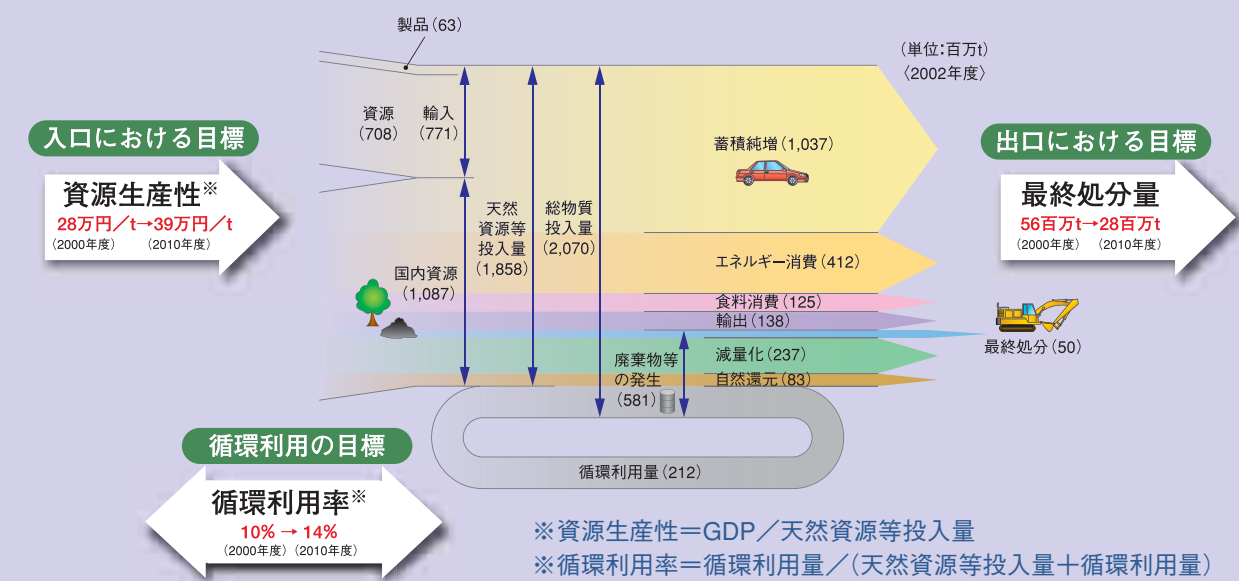 製品(63)
(単位:百万t)
〈2002年度〉
資源
(708)
輸入
(771)
入口における目標
資源生産性※
28万円/t→39万円/t
(2000年度) (2010年度)
蓄積純増(1,037)
出口における目標
最終処分量
56百万t→28百万t
(2000年度) (2010年度)
天然
資源等
投入量
(1,858)
総物質
投入量
(2,070)
国内資源
(1,087)
エネルギー消費(412)
食料消費(125)
輸出(138)
最終処分(50)
廃棄物等
の発生
(581)
減量化(237)
自然還元(83)
循環利用量(212)
循環利用の目標
循環利用率※
10% → 14%
(2000年度)(2010年度)
※資源生産性=GDP/天然資源等投入量
※循環利用率=循環利用量/(天然資源等投入量+循環利用量)